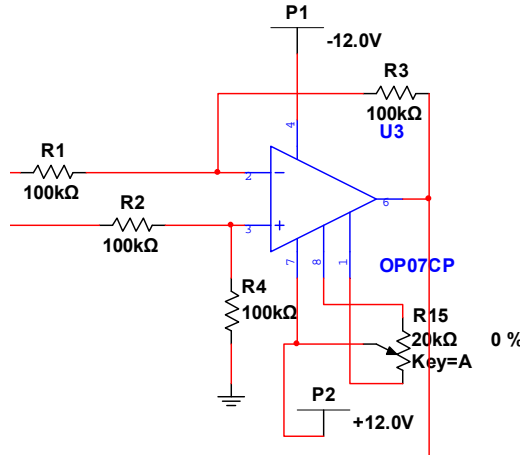 P1
-12.0V
R3
100kΩ
U3
4
R1
100kΩ
2
R2
100kΩ
3
6
7
8
1
OP07CP
R4
100kΩ
R15
20kΩ
0 %
Key=A
P2
+12.0V